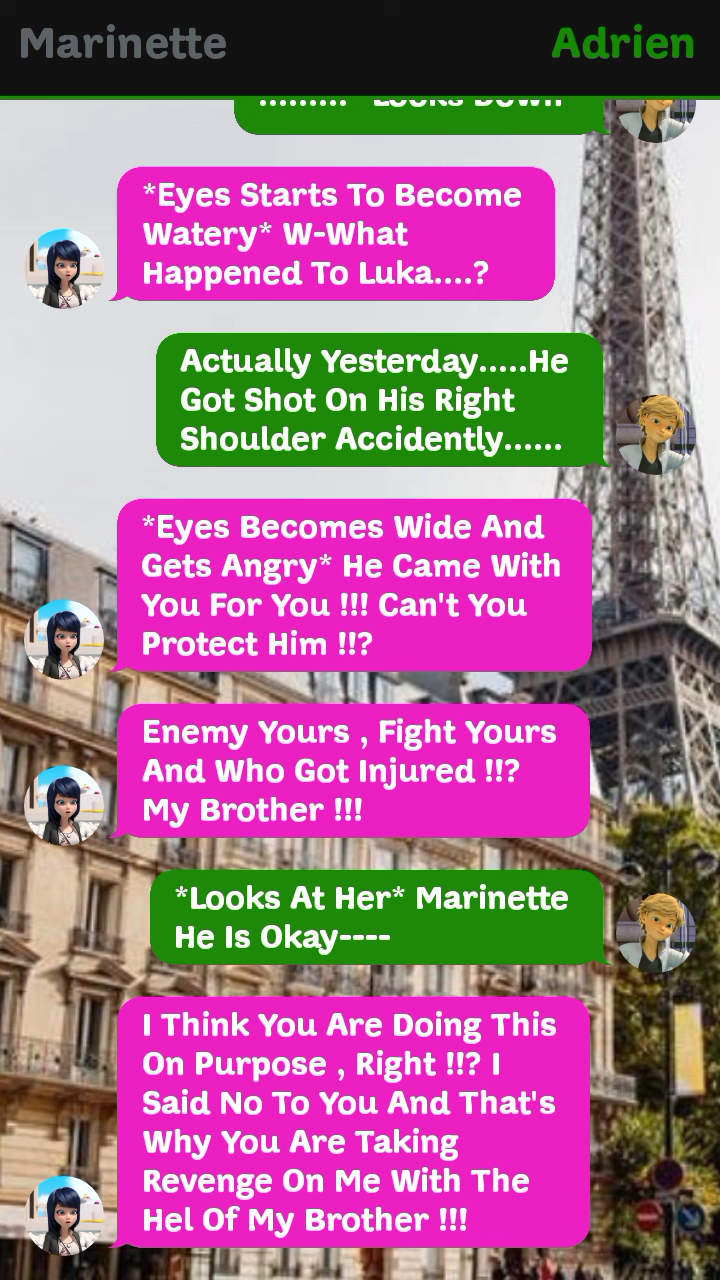 Marinette
Adrien
......... *Looks Down*
*Eyes Starts To Become
Watery* W-What
Happened To Luka....?
Actually Yesterday.....He
Got Shot On His Right
Shoulder Accidently......
*Eyes Becomes Wide And
Gets Angry* He Came With
You For You !!! Can't You
Protect Him !!?
Enemy Yours , Fight Yours
And Who Got Injured !!?
My Brother !!!
*Looks At Her* Marinette
He Is Okay----
I Think You Are Doing This
On Purpose , Right !!? I
Said No To You And That's
Why You Are Taking
Revenge On Me With The
Hel Of My Brother !!!